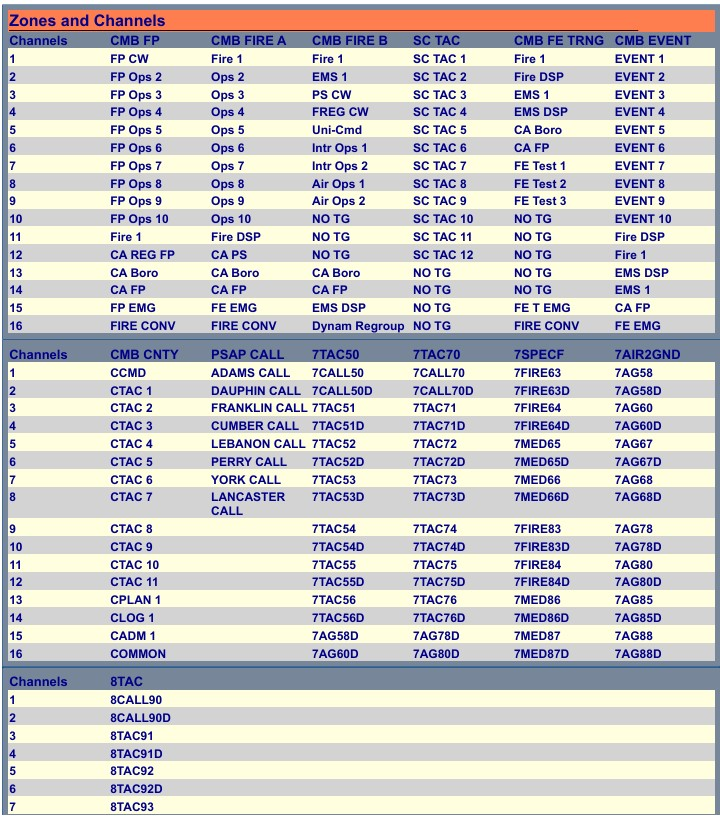 Zones and Channels
Channels CMB FP CMB FIRE A CMB FIRE B SC TAC CMB FE TRNG CMB EVENT
1 FP CW Fire 1 Fire 1 SC TAC 1 Fire 1 EVENT 1
2 FP Ops 2 Ops 2 EMS 1 SC TAC 2 Fire DSP EVENT 2
3 FP Ops 3 Ops 3 PS CW SC TAC 3 EMS 1 EVENT 3
4 FP Ops 4 Ops 4 FREG CW SC TAC 4 EMS DSP EVENT 4
5 FP Ops 5 Ops 5 Uni-Cmd SC TAC 5 CA Boro EVENT 5
6 FP Ops 6 Ops 6 Intr Ops 1 SC TAC 6 CA FP EVENT 6
7 FP Ops 7 Ops 7 Intr Ops 2 SC TAC 7 FE Test 1 EVENT 7
8 FP Ops 8 Ops 8 Air Ops 1 SC TAC 8 FE Test 2 EVENT 8
9 FP Ops 9 Ops 9 Air Ops 2 SC TAC 9 FE Test 3 EVENT 9
10 FP Ops 10 Ops 10 NO TG SC TAC 10 NO TG EVENT 10
11 Fire 1 Fire DSP NO TG SC TAC 11 NO TG Fire DSP
12 CA REG FP CA PS NO TG SC TAC 12 NO TG Fire 1
13 CA Boro CA Boro CA Boro NO TG NO TG EMS DSP
14 CA FP CA FP CA FP NO TG NO TG EMS 1
15 FP EMG FE EMG EMS DSP NO TG FE T EMG CA FP
16 FIRE CONV FIRE CONV Dynam Regroup NO TG FIRE CONV FE EMG
Channels CMB CNTY PSAP CALL 7TAC50 7TAC70 7SPECF 7AIR2GND
1 CCMD ADAMS CALL 7CALL50 7CALL70 7FIRE63 7AG58
2 CTAC 1 DAUPHIN CALL 7CALL50D 7CALL70D 7FIRE63D 7AG58D
3 CTAC 2 FRANKLIN CALL 7TAC51 7TAC71 7FIRE64 7AG60
4 CTAC 3 CUMBER CALL 7TAC51D 7TAC71D 7FIRE64D 7AG60D
5 CTAC 4 LEBANON CALL 7TAC52 7TAC72 7MED65 7AG67
6 CTAC 5 PERRY CALL 7TAC52D 7TAC72D 7MED65D 7AG67D
7 CTAC 6 YORK CALL 7TAC53 7TAC73 7MED66 7AG68
8 CTAC 7 LANCASTER 7TAC53D 7TAC73D 7MED66D 7AG68D
CALL
9 CTAC 8 7TAC54 7TAC74 7FIRE83 7AG78
10 CTAC 9 7TAC54D 7TAC74D 7FIRE83D 7AG78D
11 CTAC 10 7TAC55 7TAC75 7FIRE84 7AG80
12 CTAC 11 7TAC55D 7TAC75D 7FIRE84D 7AG80D
13 CPLAN 1 7TAC56 7TAC76 7MED86 7AG85
14 CLOG 1 7TAC56D 7TAC76D 7MED86D 7AG85D
15 CADM 1 7AG58D 7AG78D 7MED87 7AG88
16 COMMON 7AG60D 7AG80D 7MED87D 7AG88D
Channels 8TAC
1 8CALL90
2 8CALL90D
3 8TAC91
4 8TAC91D
5 8TAC92
6 8TAC92D
7 8TAC93